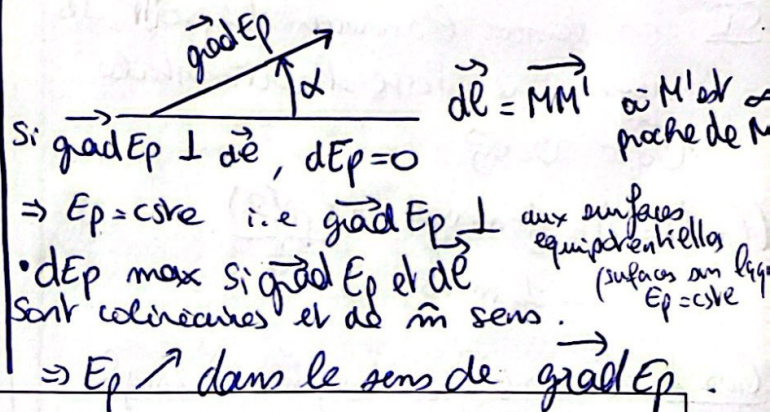 grad Ep
α
dl = MM' où M' est ∞
proche de M
Si grad Ep ⊥ dl, dEp=0
⇒ Ep = cste i.e grad Ep ⊥ aux surfaces
équipotentielles
(surfaces sur
Ep = cste
• dEp max si grad Ep et dl
sont colinéaires et de m̂ sens.
⇒ Ep ↗ dans le sens de grad Ep.